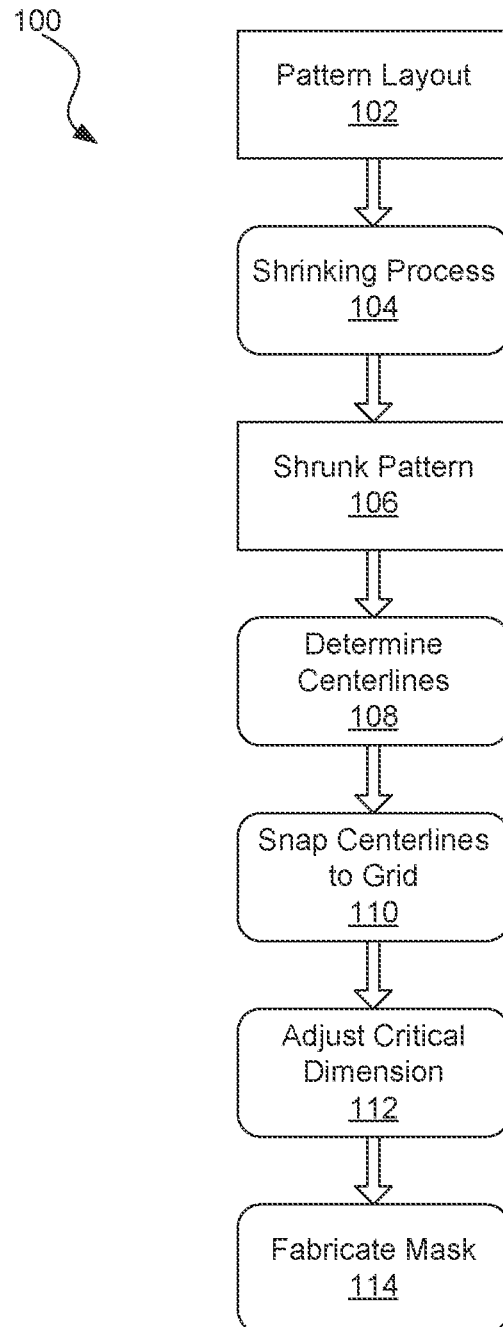 100
Pattern Layout
102
Shrinking Process
104
Shrunk Pattern
106
Determine
Centerlines
108
Snap Centerlines
to Grid
110
Adjust Critical
Dimension
112
Fabricate Mask
114